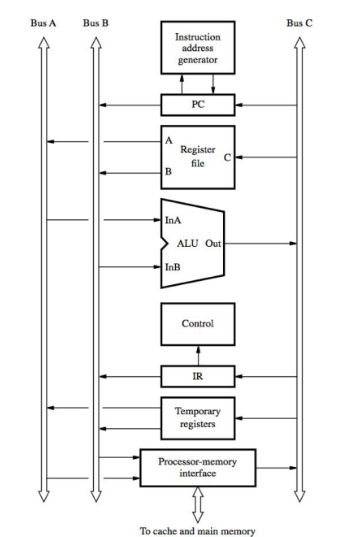 Bus A
Bus B
Bus C
Instruction
address
generator
PC
A
Register
file
C
B
InA
ALU
Out
InB
Control
IR
Temporary
registers
Processor-memory
interface
To cache and main memory